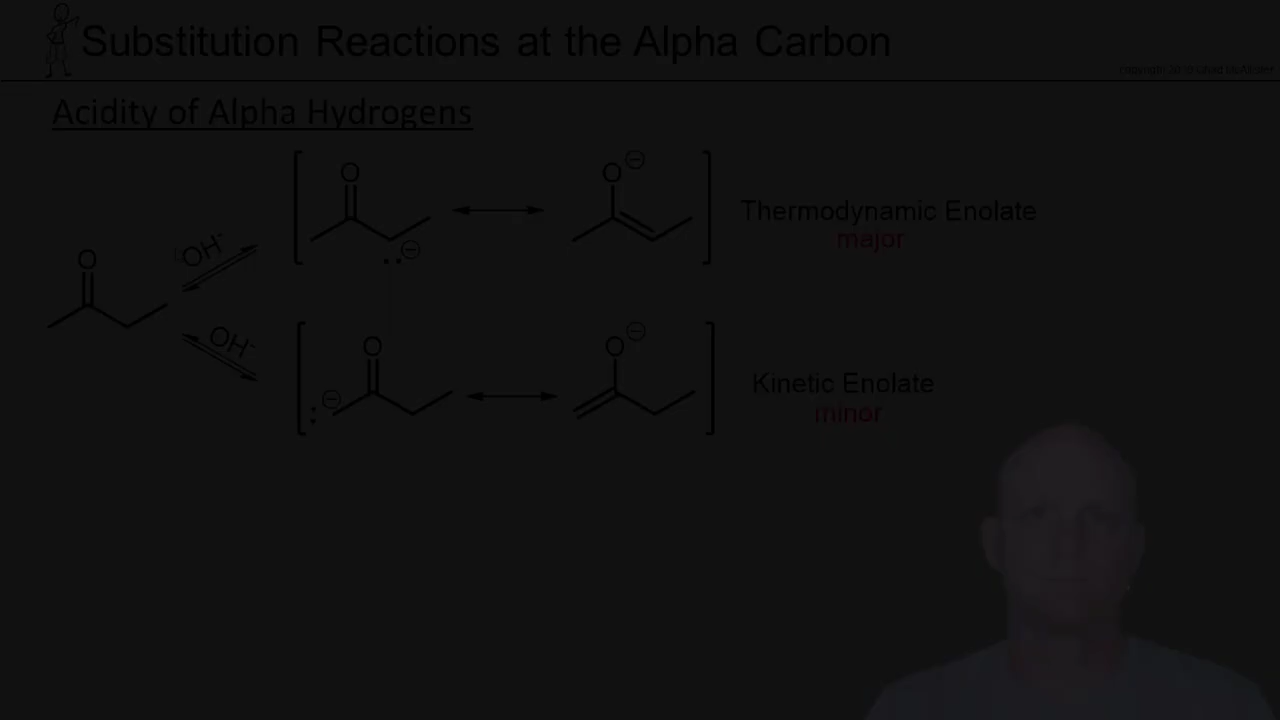 Substitution Reactions at the Alpha Carbon
Acidity of Alpha Hydrogens
O
O
⊖
Thermodynamic Enolate
major
OH⁻
⊖
O
OH⁻
O
O
⊖
Kinetic Enolate
minor
⊖